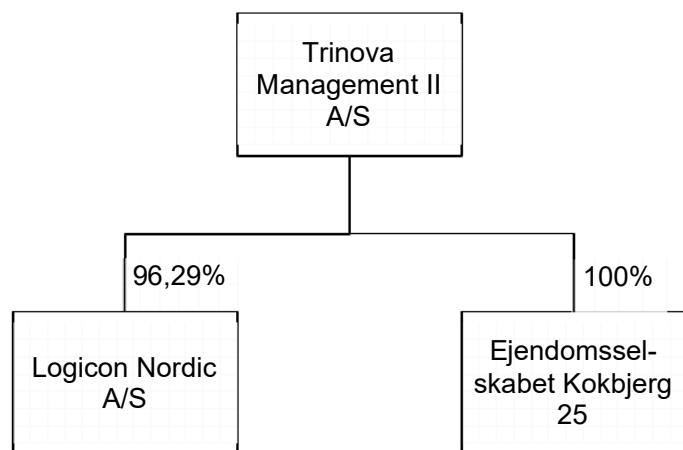 Trinova
Management II
A/S
96,29%
100%
Logicon Nordic
A/S
Ejendomssel-
skabet Kokbjerg
25